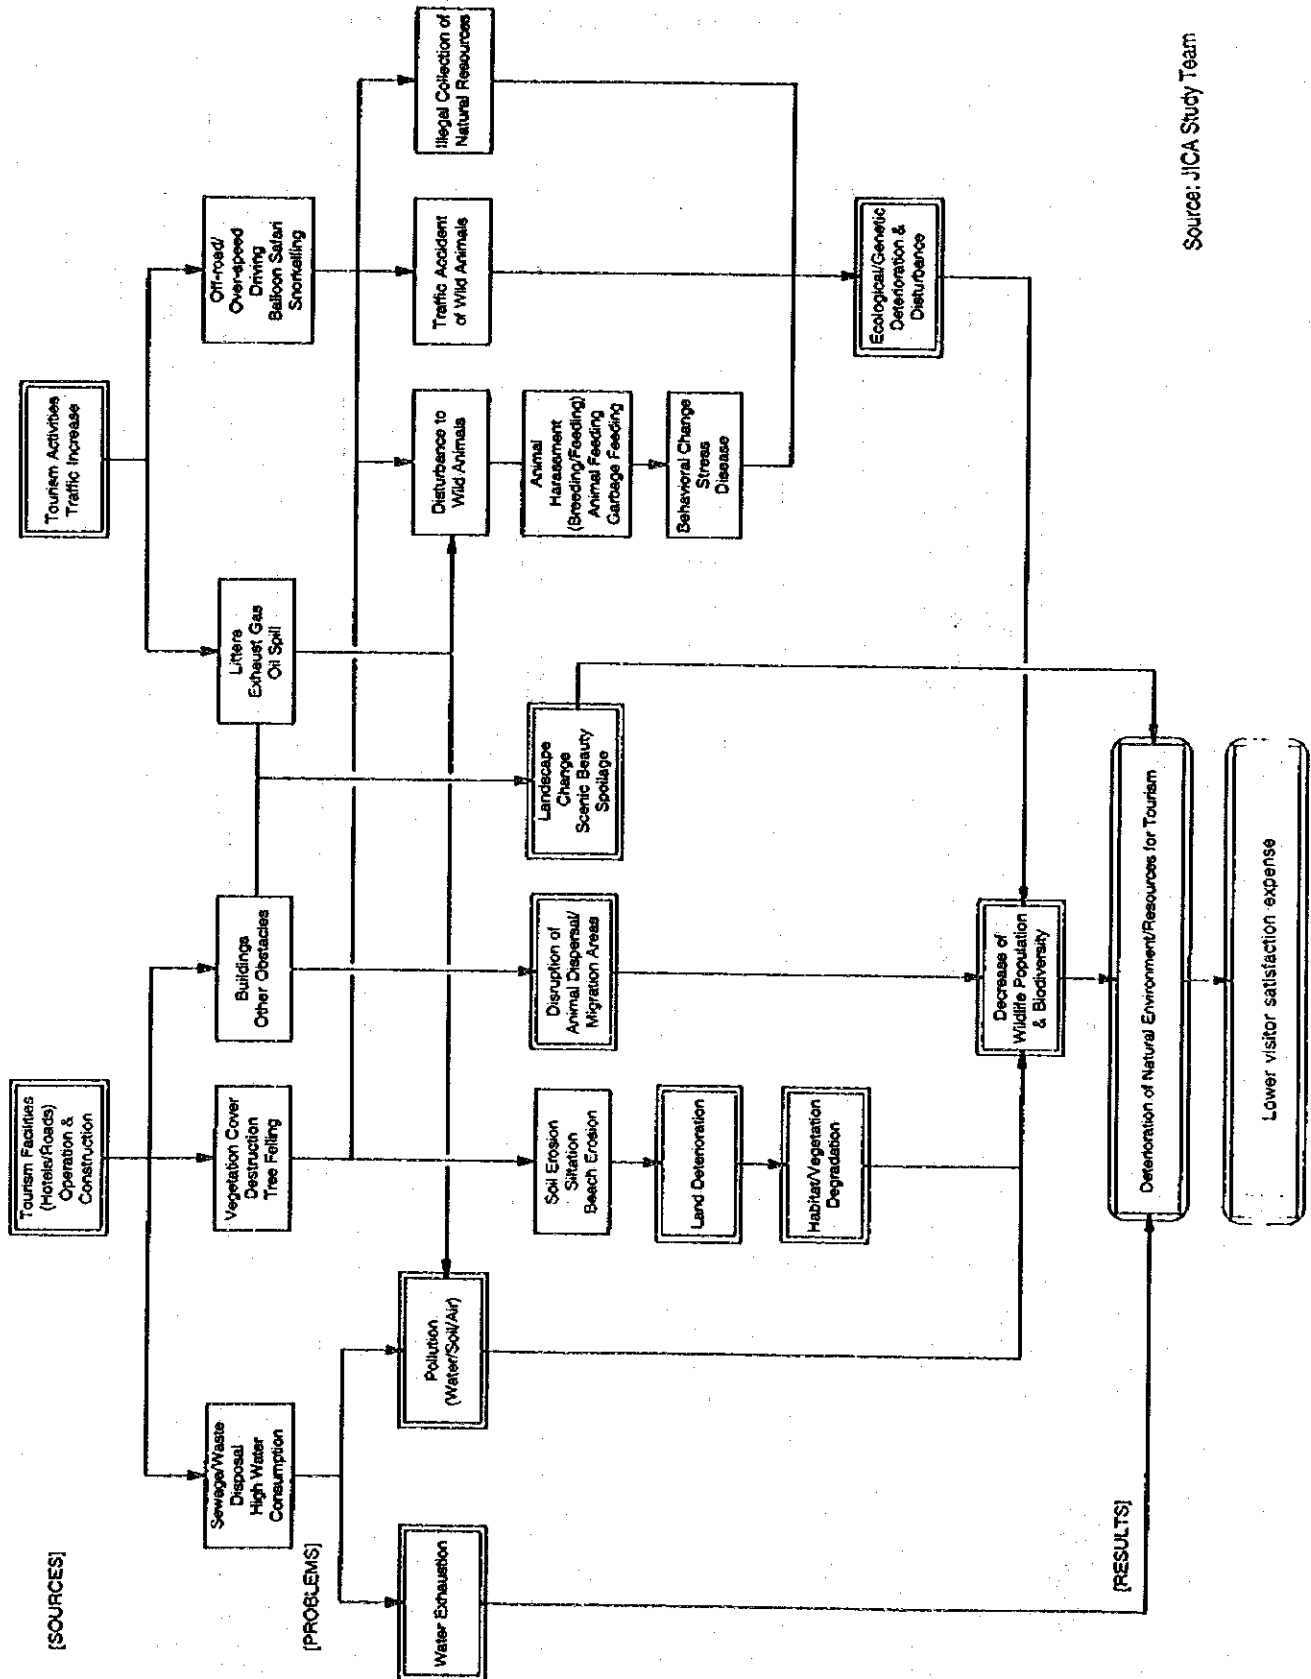 [SOURCES]
Tourism Facilities
(Hotels/Roads)
Operation &
Construction
Tourism Activities
Traffic Increase
Sewage/Waste
Disposal
High Water
Consumption
Vegetation Cover
Destruction
Tree Felling
Buildings
Other Obstacles
Litters
Exhaust Gas
Oil Spill
Off-road/
Over-speed
Driving
Balloon Safari
Snorkelling
[PROBLEMS]
Water Exhaustion
Pollution
(Water/Soil/Air)
Disturbance to
Wild Animals
Traffic Accident
of Wild Animals
Illegal Collection of
Natural Resources
Soil Erosion
Siltation
Beach Erosion
Disruption of
Animal Dispersal/
Migration Areas
Landscape
Change
Scenic Beauty
Spoilage
Animal
Harassment
(Breeding/Feeding)
Animal Feeding
Garbage Feeding
Land Deterioration
Behavioral Change
Stress
Disease
Habitat/Vegetation
Degradation
Ecological/Genetic
Deterioration &
Disturbance
Decrease of
Wildlife Population
& Biodiversity
[RESULTS]
Deterioration of Natural Environment/Resources for Tourism
Lower visitor satisfaction expense
Source: JICA Study Team